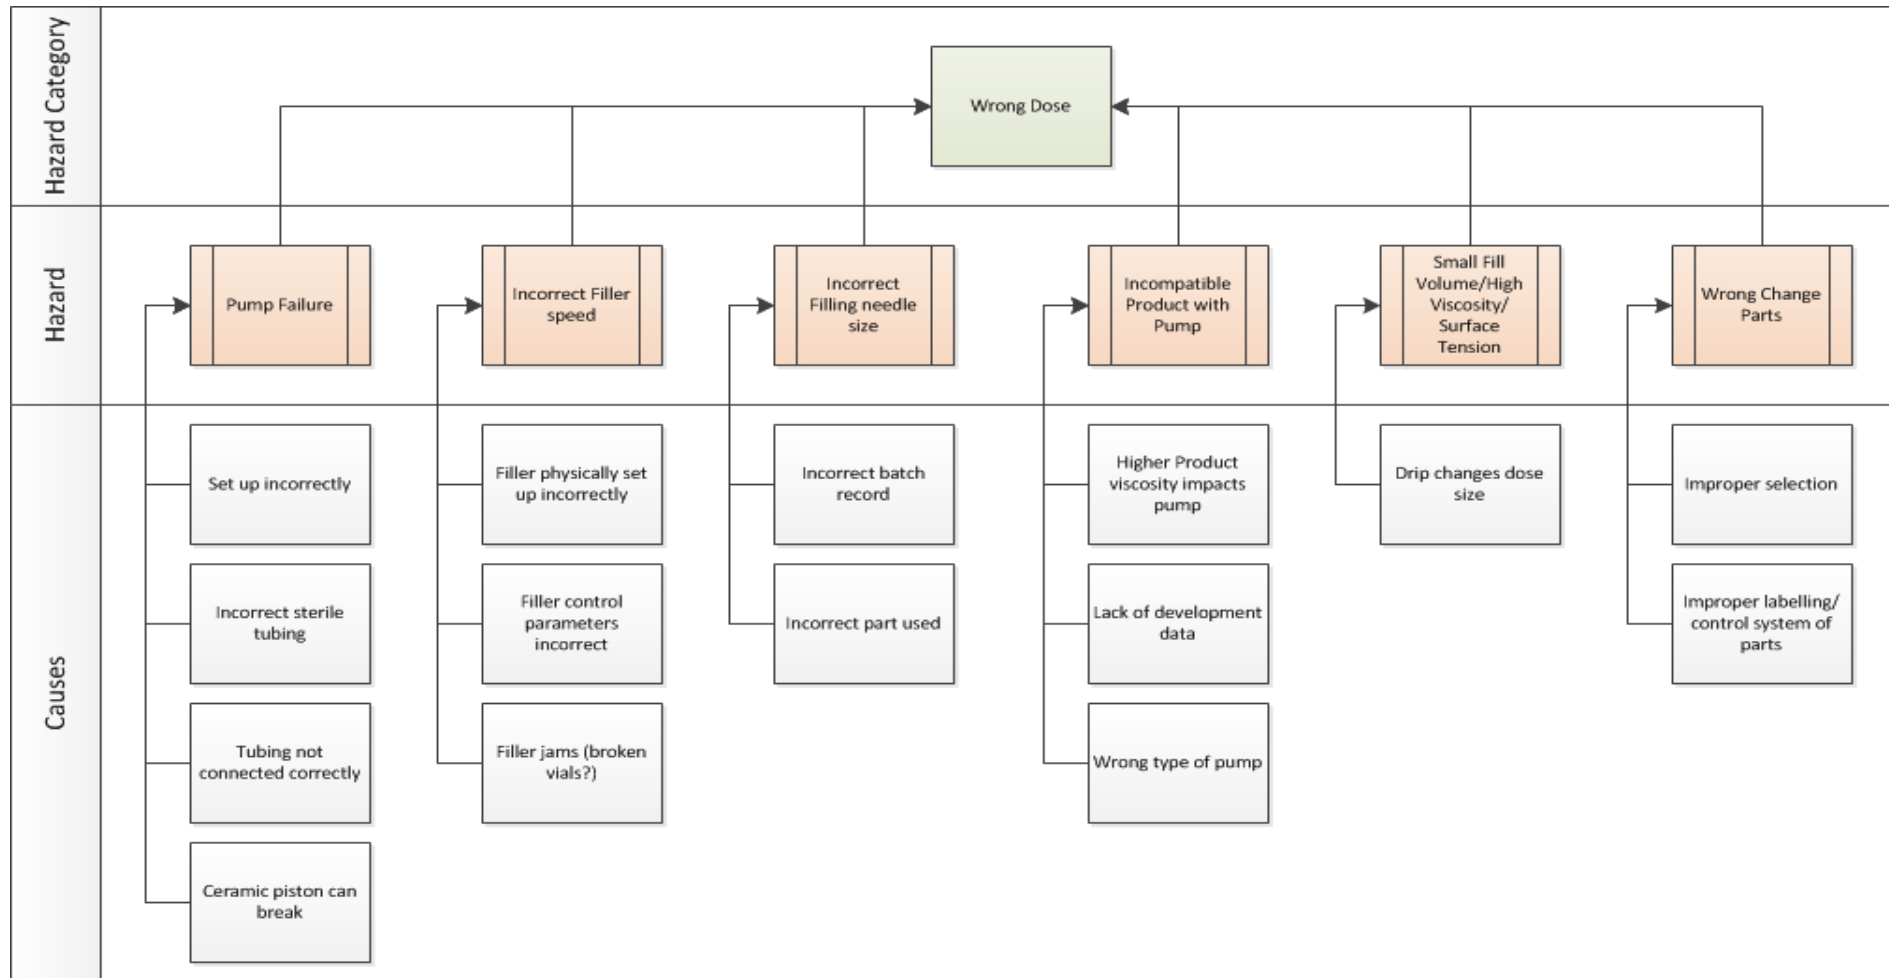 Hazard Category
Wrong Dose
Hazard
Pump Failure
Incorrect Filler
speed
Incorrect
Filling needle
size
Incompatible
Product with
Pump
Small Fill
Volume/High
Viscosity/
Surface
Tension
Wrong Change
Parts
Causes
Set up incorrectly
Filler physically set
up incorrectly
Incorrect batch
record
Higher Product
viscosity impacts
pump
Drip changes dose
size
Improper selection
Incorrect sterile
tubing
Filler control
parameters
incorrect
Incorrect part used
Lack of development
data
Improper labelling/
control system of
parts
Tubing not
connected correctly
Filler jams (broken
vials?)
Wrong type of pump
Ceramic piston can
break